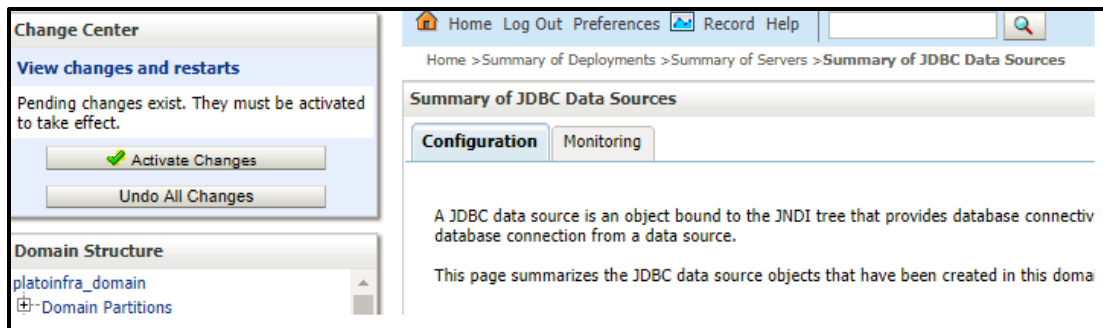 Change Center
View changes and restarts
Pending changes exist. They must be activated
to take effect.
Activate Changes
Undo All Changes
Domain Structure
platoinfra_domain
Domain Partitions
Home Log Out Preferences Record Help
Home >Summary of Deployments >Summary of Servers >Summary of JDBC Data Sources
Summary of JDBC Data Sources
Configuration Monitoring
A JDBC data source is an object bound to the JNDI tree that provides database connectiv
database connection from a data source.
This page summarizes the JDBC data source objects that have been created in this doma